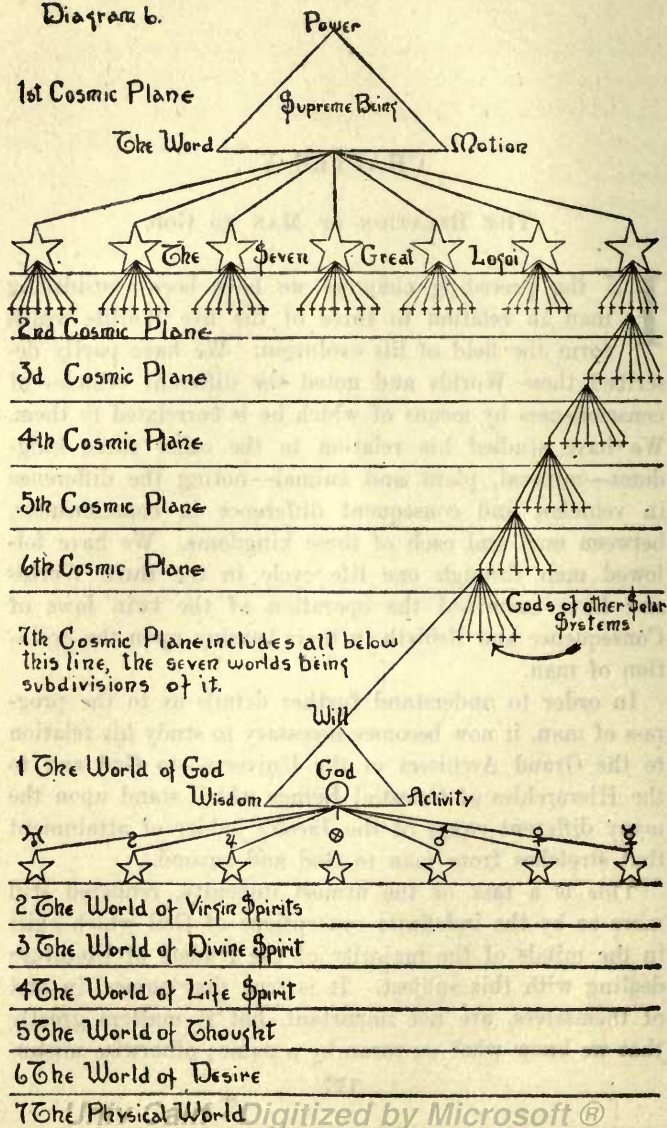 Diagram 6.
Power
1st Cosmic Plane
Supreme Being
The Word
Motion
The Seven Great Logoi
2nd Cosmic Plane
3d Cosmic Plane
4th Cosmic Plane
5th Cosmic Plane
6th Cosmic Plane
Gods of other Solar
Systems
7th Cosmic Plane includes all below
this line, the seven worlds being
subdivisions of it.
Will
1 The World of God
God
Wisdom
Activity
2 The World of Virgin Spirits
3 The World of Divine Spirit
4 The World of Life Spirit
5 The World of Thought
6 The World of Desire
7 The Physical World
Digitized by Microsoft ®